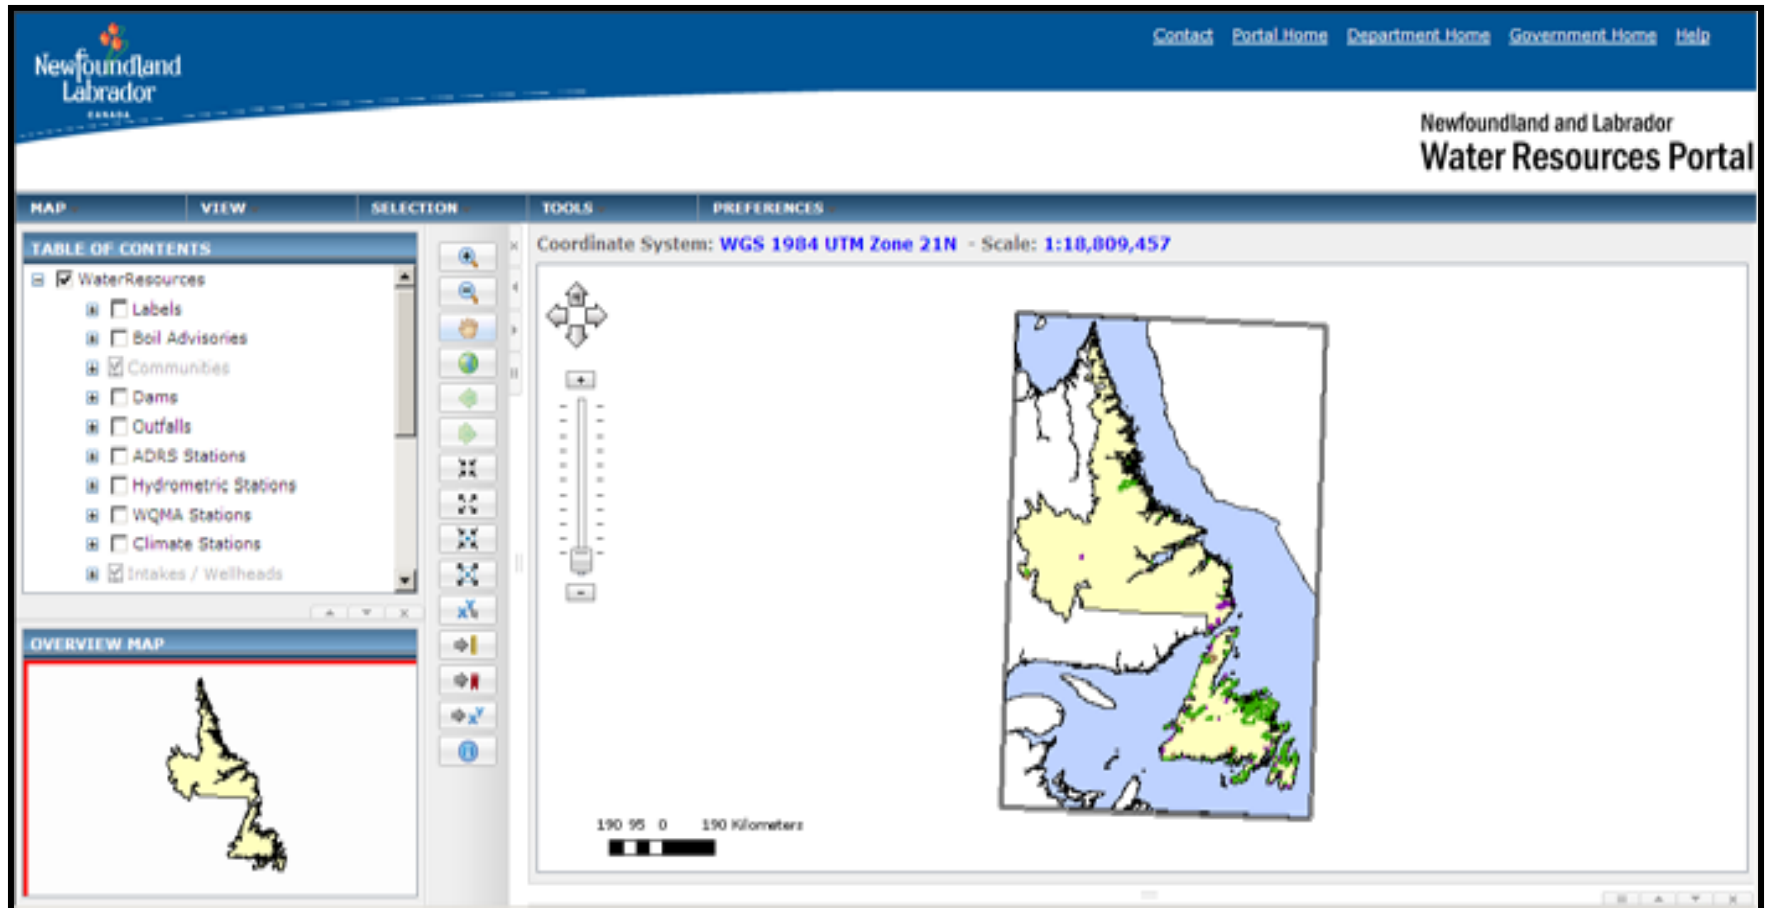 Newfoundland
Labrador
CANADA
Contact Portal Home Department Home Government Home Help
Newfoundland and Labrador
Water Resources Portal
MAP VIEW SELECTION TOOLS PREFERENCES
TABLE OF CONTENTS
WaterResources
Labels
Boil Advisories
Communities
Dams
Outfalls
ADRS Stations
Hydrometric Stations
WQMA Stations
Climate Stations
Intakes / Wellheads
OVERVIEW MAP
Coordinate System: WGS 1984 UTM Zone 21N - Scale: 1:18,809,457
190 95 0 190 Kilometers